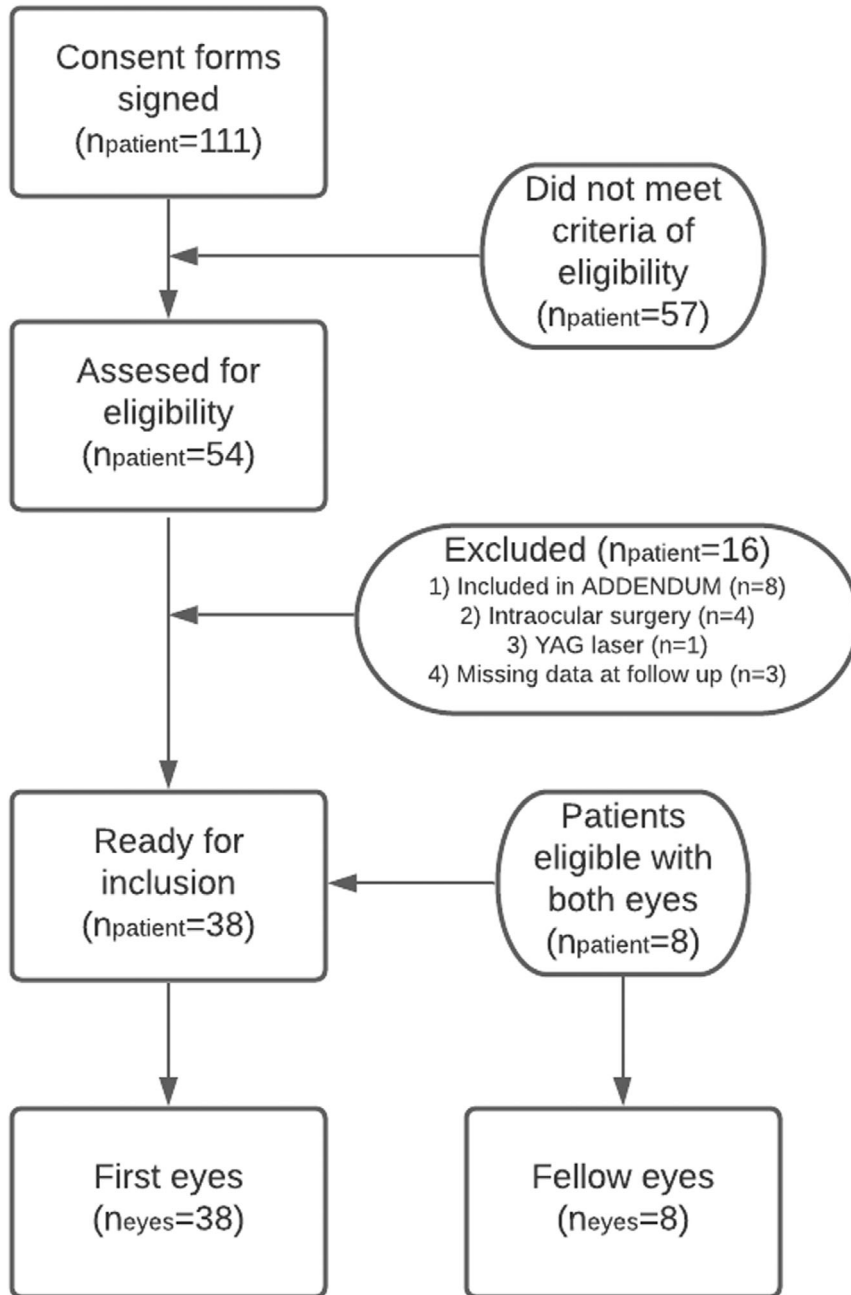 Consent forms
signed
(npatient=111)
Did not meet
criteria of
eligibility
(npatient=57)
Assesed for
eligibility
(npatient=54)
Excluded (npatient=16)
1) Included in ADDENDUM (n=8)
2) Intraocular surgery (n=4)
3) YAG laser (n=1)
4) Missing data at follow up (n=3)
Ready for
inclusion
(npatient=38)
Patients
eligible with
both eyes
(npatient=8)
First eyes
(neyes=38)
Fellow eyes
(neyes=8)